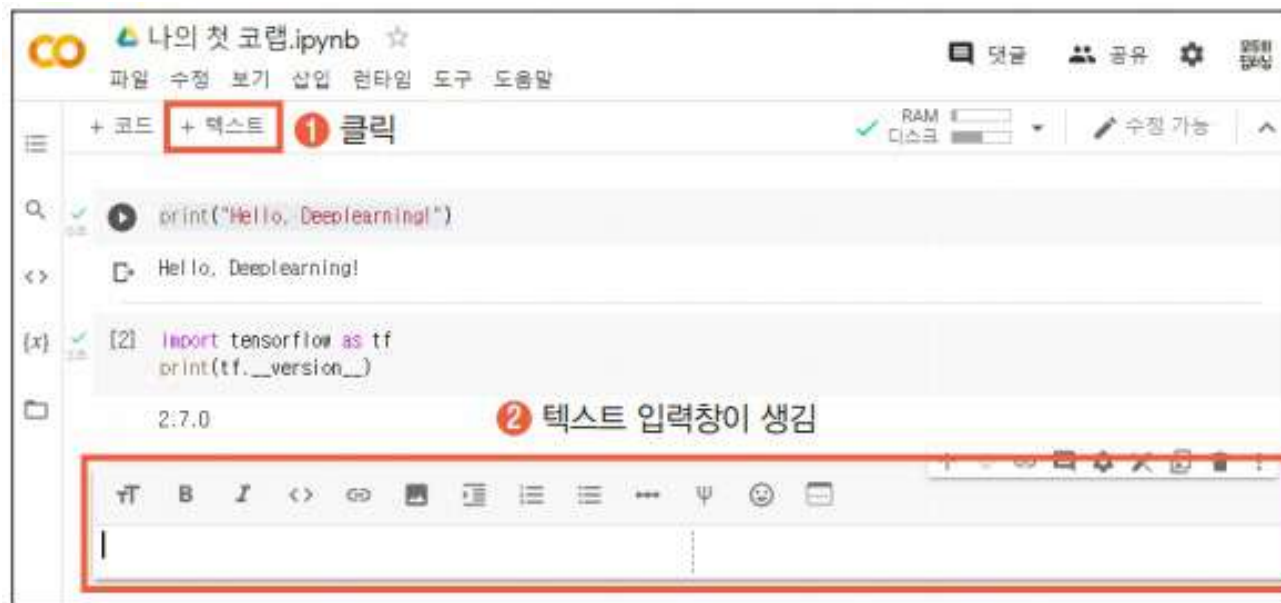 CO 나의 첫 코랩.ipynb
댓글 공유
파일 수정 보기 삽입 런타임 도구 도움말
+ 코드 + 텍스트 1 클릭
RAM
디스크
수정 가능
print("Hello, Deeplearning!")
Hello, Deeplearning!
{x} [2] import tensorflow as tf
print(tf.__version__)
2.7.0
2 텍스트 입력창이 생김
B I